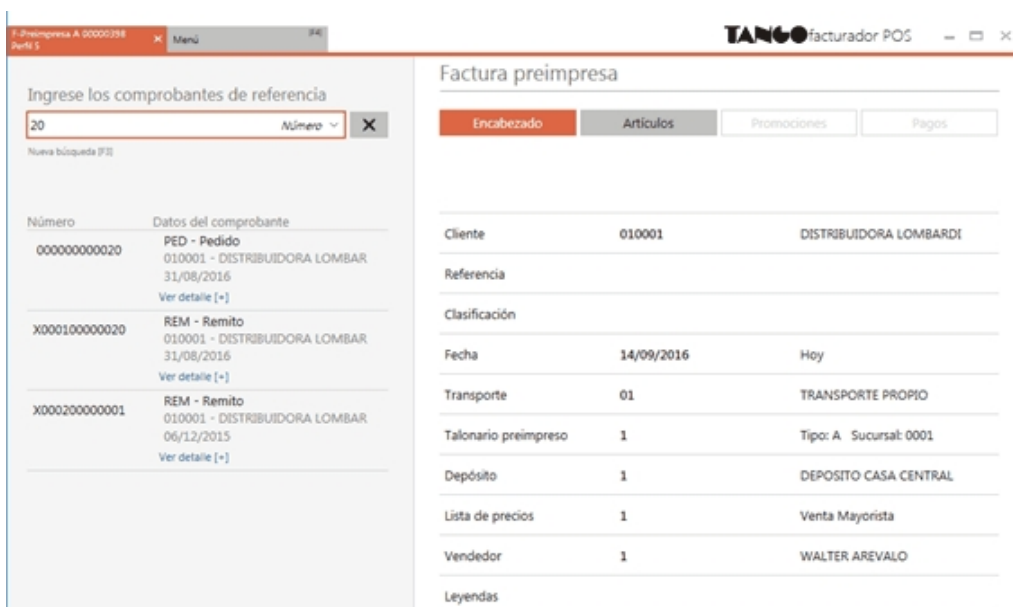 F-Preimpresa A 00000398
Perfil S
Menú
[F4]
TANGO facturador POS
Ingrese los comprobantes de referencia
20 Número
Nueva búsqueda [F3]
Número Datos del comprobante
000000000020 PED - Pedido
010001 - DISTRIBUIDORA LOMBAR
31/08/2016
Ver detalle [+]
X000100000020 REM - Remito
010001 - DISTRIBUIDORA LOMBAR
31/08/2016
Ver detalle [+]
X000200000001 REM - Remito
010001 - DISTRIBUIDORA LOMBAR
06/12/2015
Ver detalle [+]
Factura preimpresa
Encabezado Artículos Promociones Pagos
Cliente 010001 DISTRIBUIDORA LOMBARDI
Referencia
Clasificación
Fecha 14/09/2016 Hoy
Transporte 01 TRANSPORTE PROPIO
Talonario preimpreso 1 Tipo: A Sucursal: 0001
Depósito 1 DEPOSITO CASA CENTRAL
Lista de precios 1 Venta Mayorista
Vendedor 1 WALTER AREVALO
Leyendas